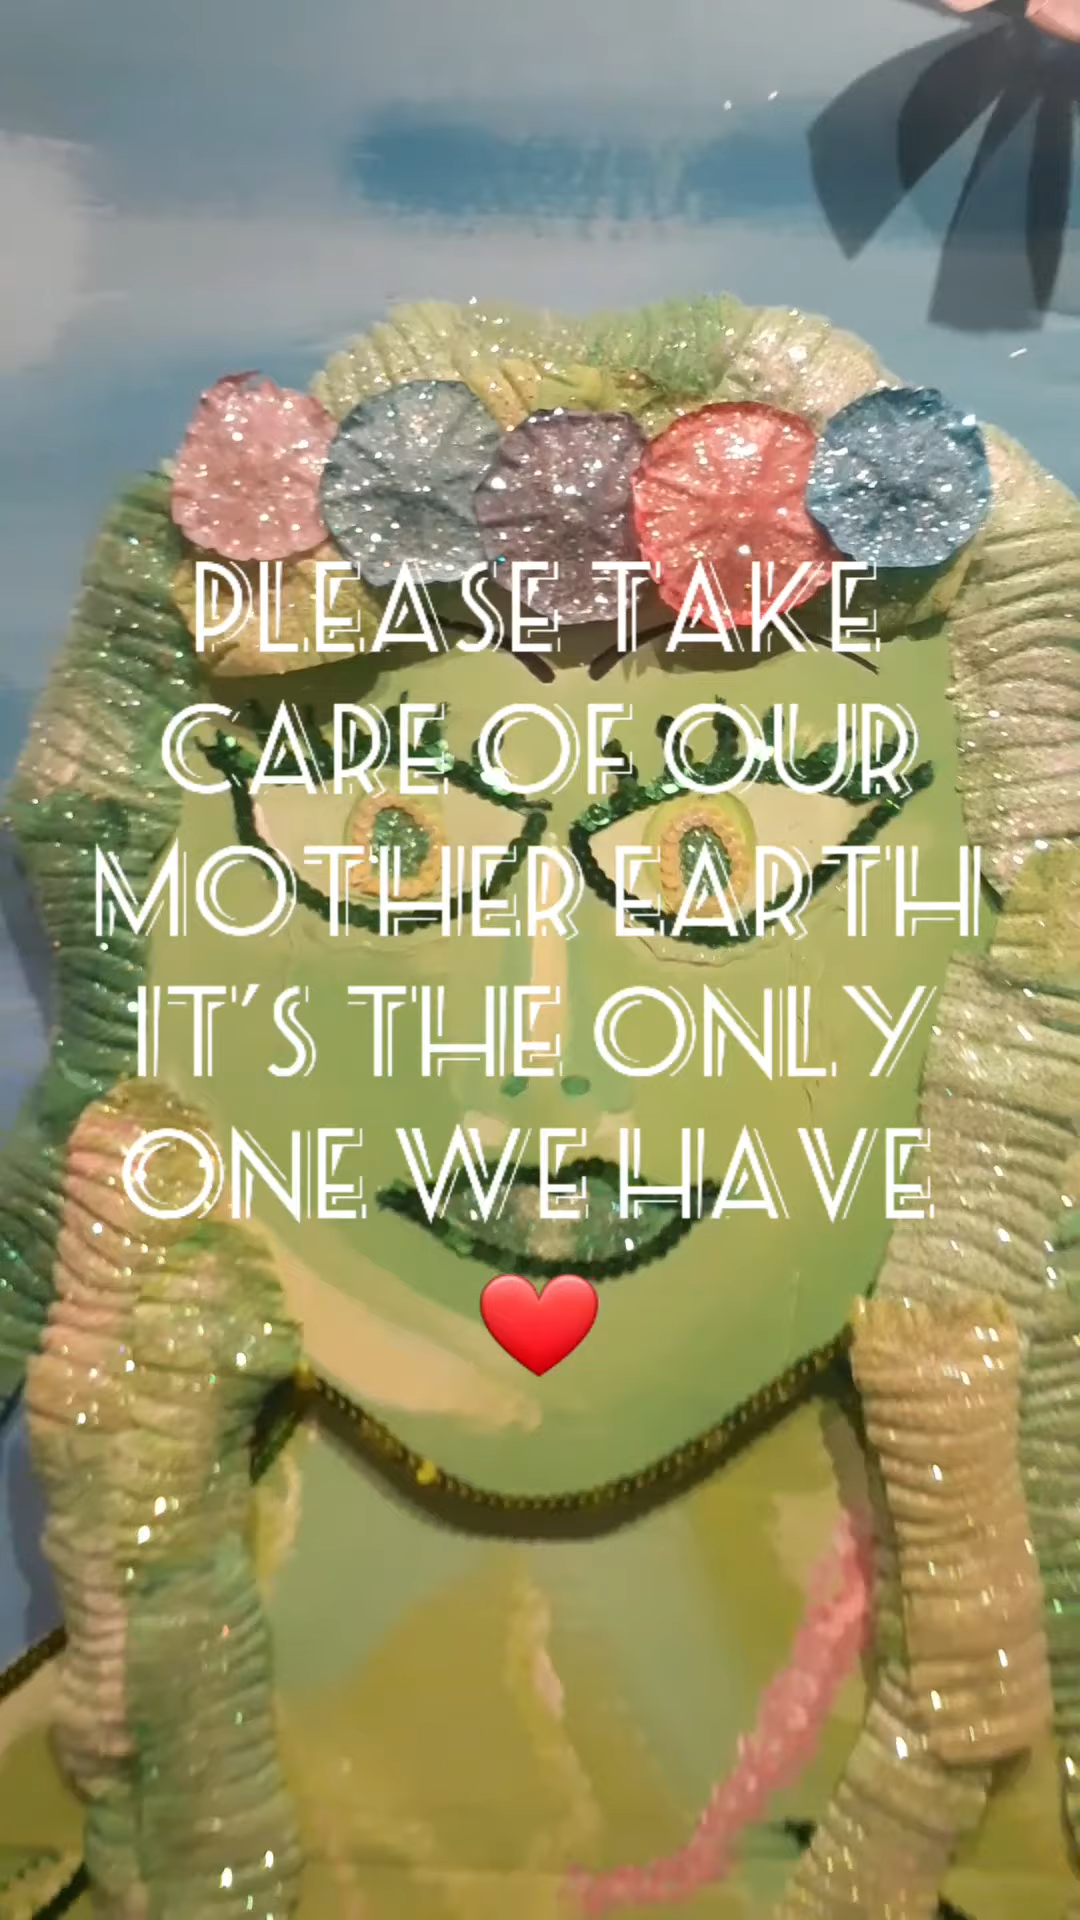 PLEASE TAKE
CARE OF OUR
MOTHER EARTH
IT'S THE ONLY
ONE WE HAVE
❤️